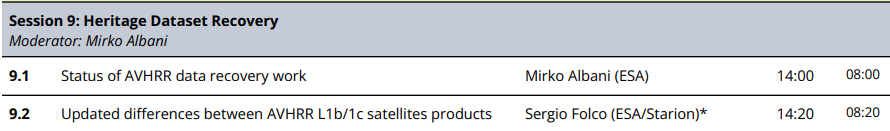 Session 9: Heritage Dataset Recovery
Moderator: Mirko Albani
9.1 Status of AVHRR data recovery work Mirko Albani (ESA) 14:00 08:00
9.2 Updated differences between AVHRR L1b/1c satellites products Sergio Folco (ESA/Starion)* 14:20 08:20